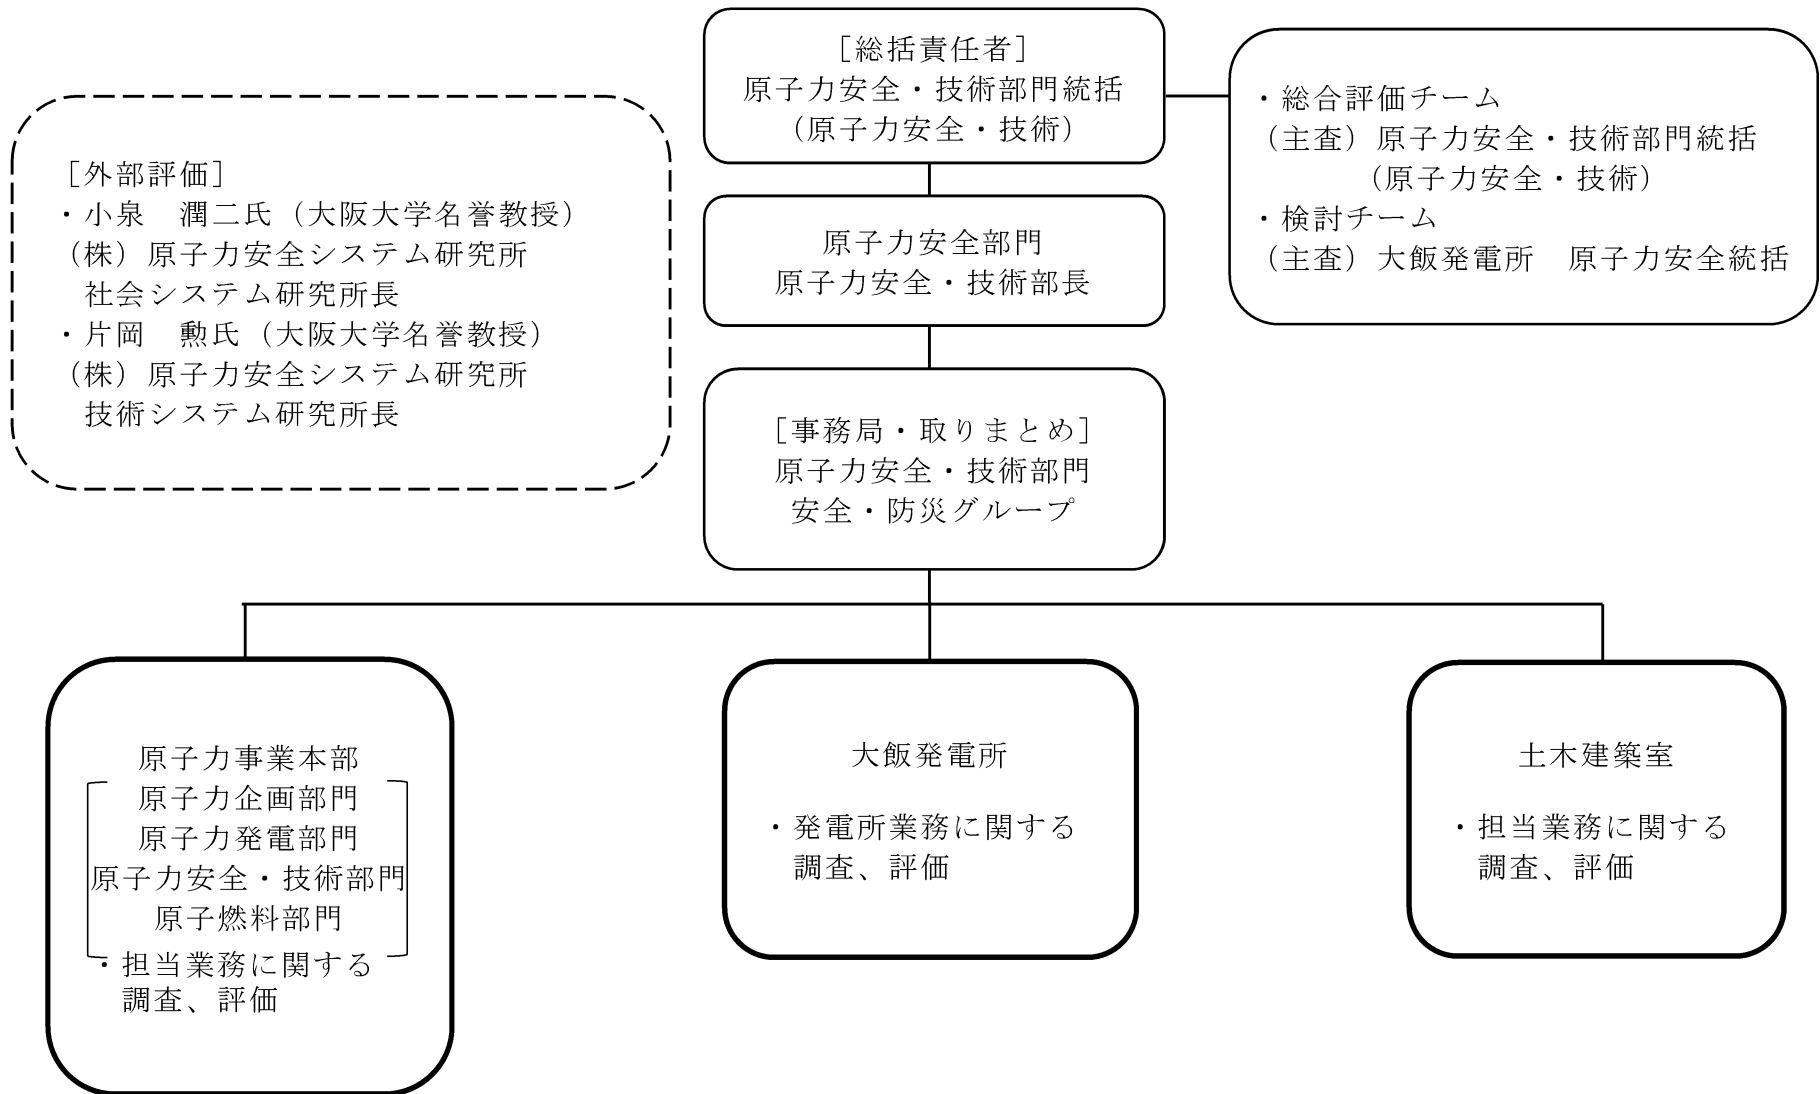 ［総括責任者］
原子力安全・技術部門統括
（原子力安全・技術）
・総合評価チーム
（主査）原子力安全・技術部門統括
（原子力安全・技術）
・検討チーム
（主査）大飯発電所　原子力安全統括
［外部評価］
・小泉　潤二氏（大阪大学名誉教授）
（株）原子力安全システム研究所
社会システム研究所長
・片岡　勲氏（大阪大学名誉教授）
（株）原子力安全システム研究所
技術システム研究所長
原子力安全部門
原子力安全・技術部長
［事務局・取りまとめ］
原子力安全・技術部門
安全・防災グループ
原子力事業本部
原子力企画部門
原子力発電部門
原子力安全・技術部門
原子燃料部門
・担当業務に関する
調査、評価
大飯発電所
・発電所業務に関する
調査、評価
土木建築室
・担当業務に関する
調査、評価